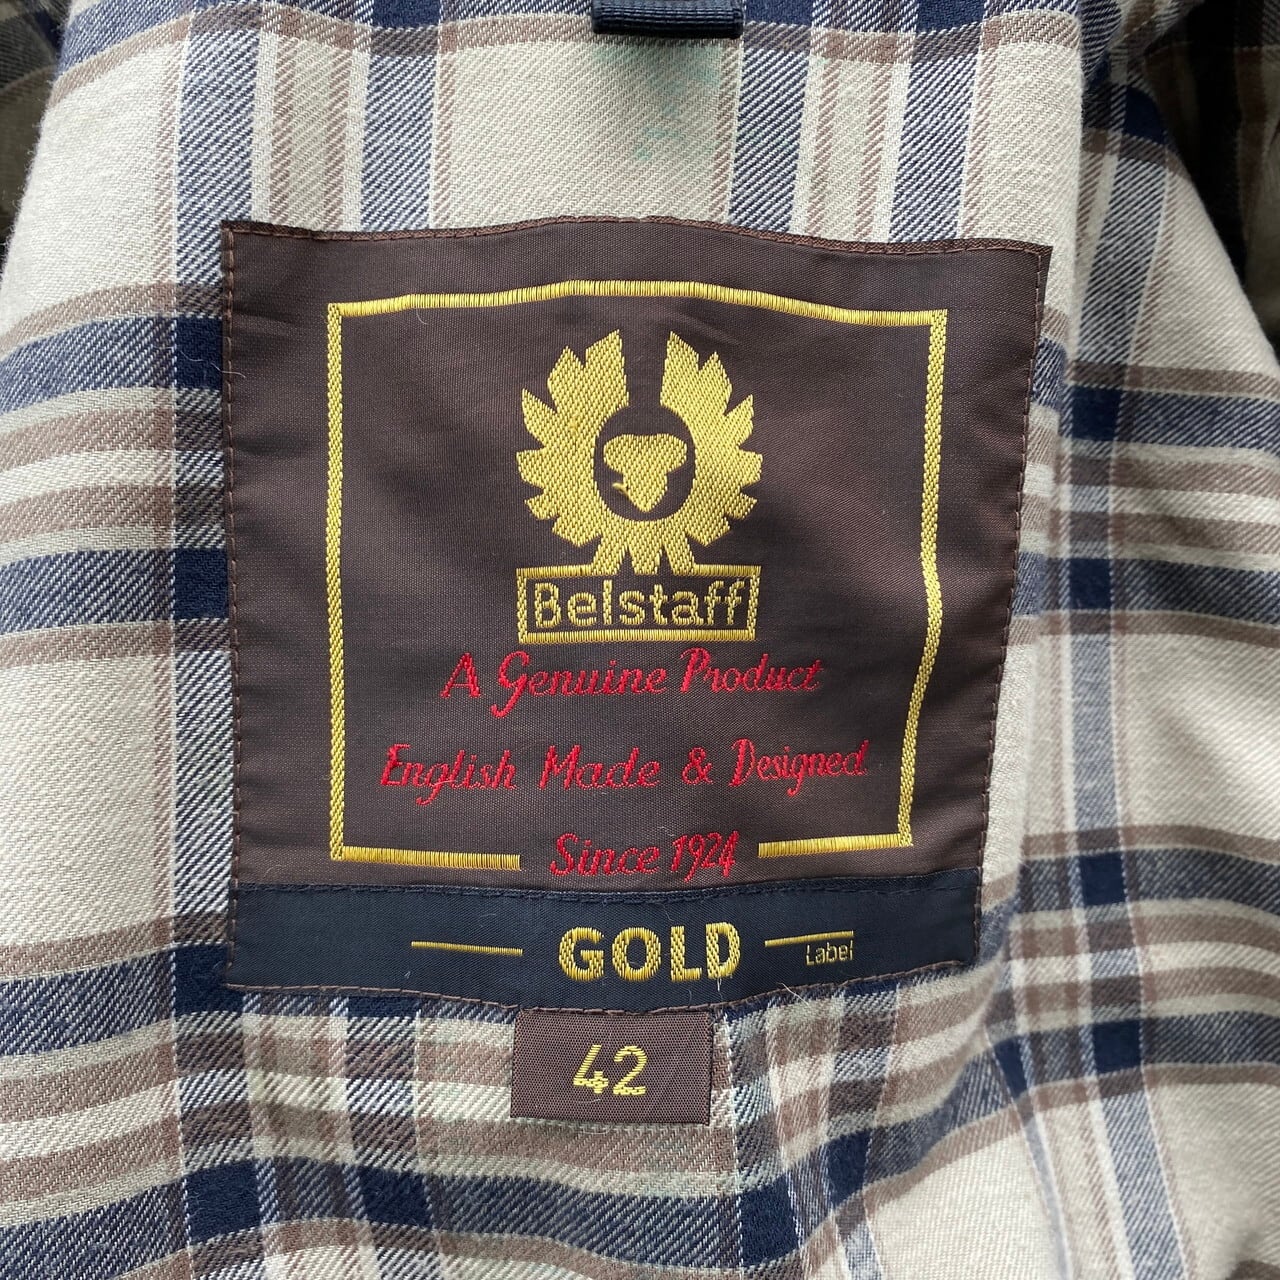 Belstaff
A Genuine Product
English Made & Designed
Since 1924
GOLD Label
42